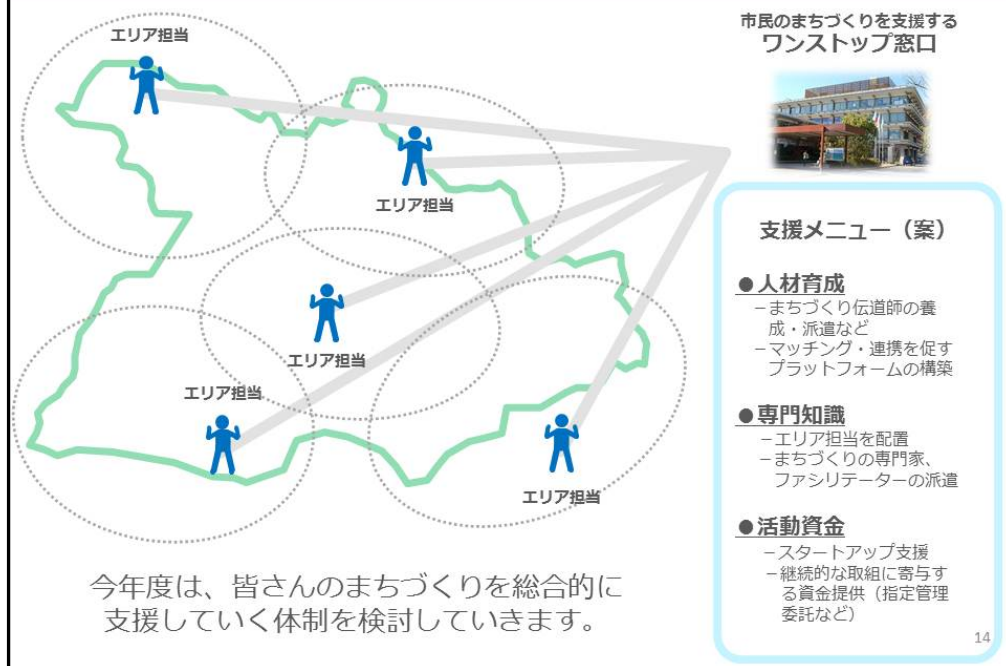 エリア担当
エリア担当
エリア担当
エリア担当
エリア担当
今年度は、皆さんのまちづくりを総合的に
支援していく体制を検討していきます。
市民のまちづくりを支援する
ワンストップ窓口
支援メニュー（案）
●人材育成
－まちづくり伝道師の養
成・派遣など
－マッチング・連携を促す
プラットフォームの構築
●専門知識
－エリア担当を配置
－まちづくりの専門家、
ファシリテーターの派遣
●活動資金
－スタートアップ支援
－継続的な取組に寄与す
る資金提供（指定管理
委託など）
14